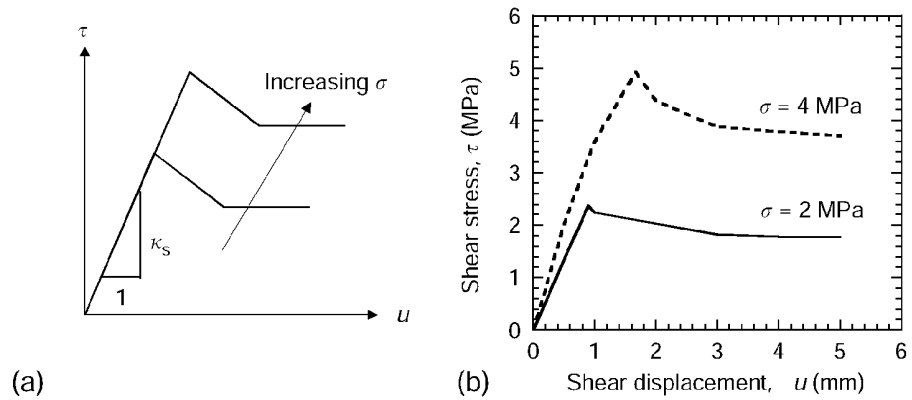 τ
Increasing σ
κs
1
u
(a)
6
5
4
3
2
1
0
Shear stress, τ (MPa)
σ = 4 MPa
σ = 2 MPa
0 1 2 3 4 5 6
Shear displacement, u (mm)
(b)